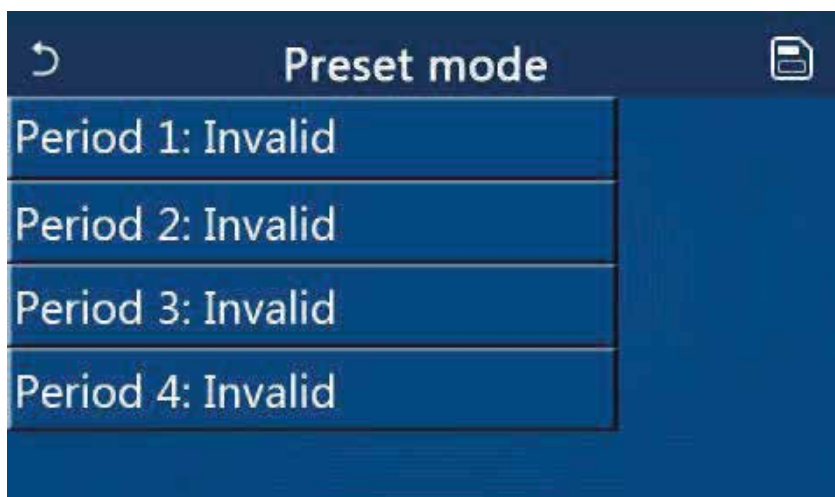 Preset mode
Period 1: Invalid
Period 2: Invalid
Period 3: Invalid
Period 4: Invalid